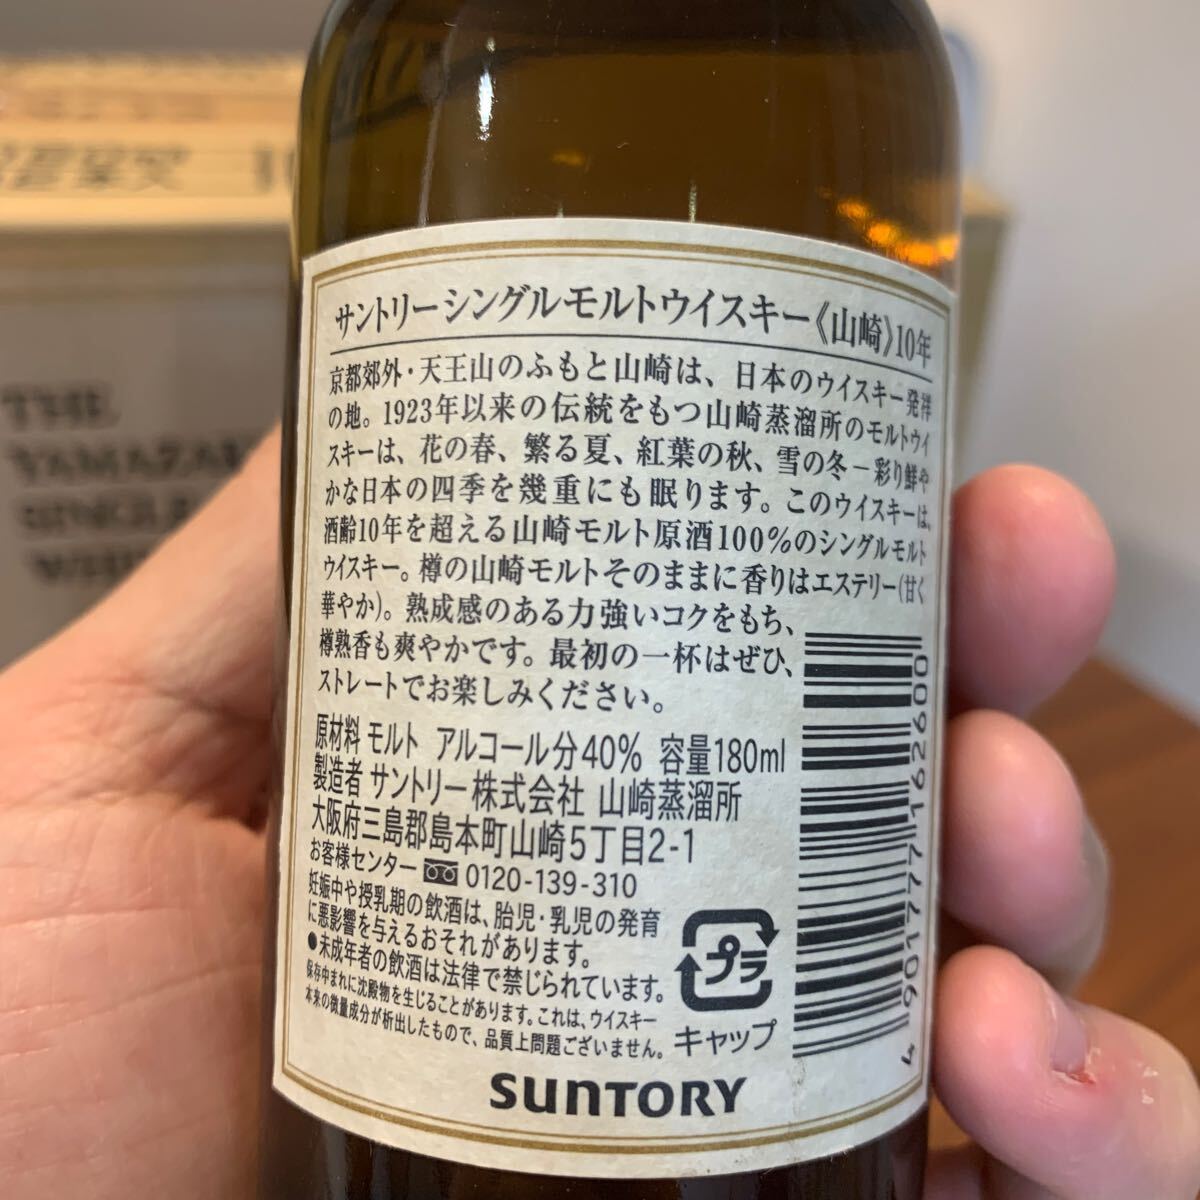 サントリーシングルモルトウイスキー《山崎》10年
京都郊外・天王山のふもと山崎は、日本のウイスキー発祥
の地。1923年以来の伝統をもつ山崎蒸溜所のモルトウイ
スキーは、花の春、繁る夏、紅葉の秋、雪の冬－彩り鮮や
かな日本の四季を幾重にも眠ります。このウイスキーは、
酒齢10年を超える山崎モルト原酒100%のシングルモルト
ウイスキー。樽の山崎モルトそのままに香りはエステリー(甘く
華やか)。熟成感のある力強いコクをもち、
樽熟香も爽やかです。最初の一杯はぜひ、
ストレートでお楽しみください。
原材料 モルト アルコール分40% 容量180ml
製造者 サントリー株式会社 山崎蒸溜所
大阪府三島郡島本町山崎5丁目2-1
お客様センター 0120-139-310
妊娠中や授乳期の飲酒は、胎児・乳児の発育
に悪影響を与えるおそれがあります。
●未成年者の飲酒は法律で禁じられています。
保存中まれに沈殿物を生じることがあります。これは、ウイスキー
本来の微量成分が析出したもので、品質上問題ございません。
プラ
キャップ
4901777162600
SUNTORY
THE
YAMAZAKI
SINGLE